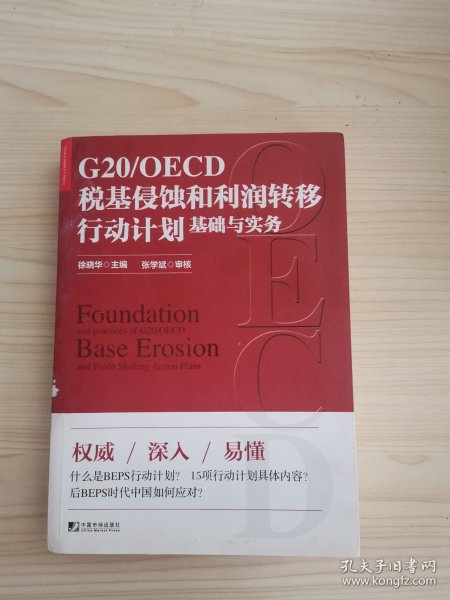 G20/OECD
税基侵蚀和利润转移
行动计划 基础与实务
徐晓华◎主编 张学斌◎审核
OECD
Foundation
and practices of G20/OECD
Base Erosion
and Profit Shifting Action Plans
权威 / 深入 / 易懂
什么是BEPS行动计划? 15项行动计划具体内容?
后BEPS时代中国如何应对?
中国市场出版社
China Market Press
孔夫子旧书网
www.kongfz.com